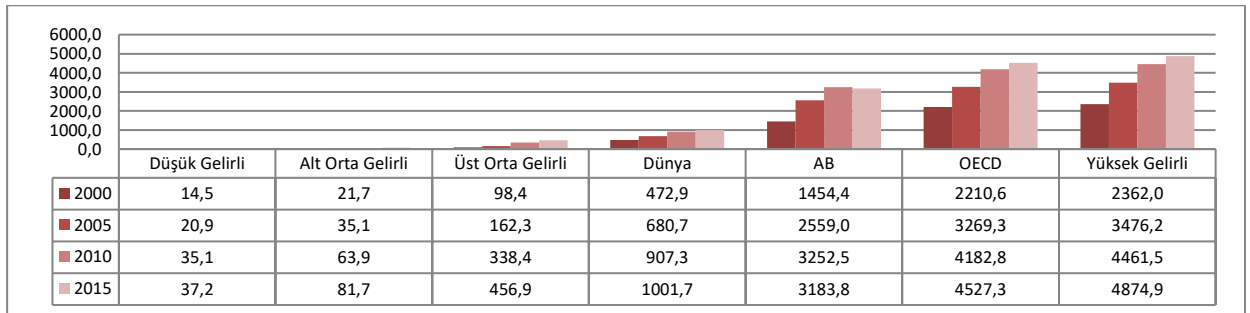 6000,0
5000,0
4000,0
3000,0
2000,0
1000,0
0,0
Düşük Gelirli Alt Orta Gelirli Üst Orta Gelirli Dünya AB OECD Yüksek Gelirli
2000 14,5 21,7 98,4 472,9 1454,4 2210,6 2362,0
2005 20,9 35,1 162,3 680,7 2559,0 3269,3 3476,2
2010 35,1 63,9 338,4 907,3 3252,5 4182,8 4461,5
2015 37,2 81,7 456,9 1001,7 3183,8 4527,3 4874,9